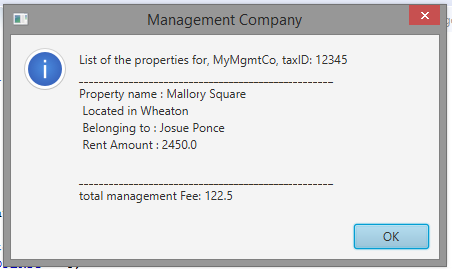 Management Company
List of the properties for, MyMgmtCo, taxID: 12345
Property name : Mallory Square
Located in Wheaton
Belonging to : Josue Ponce
Rent Amount : 2450.0
total management Fee: 122.5
OK